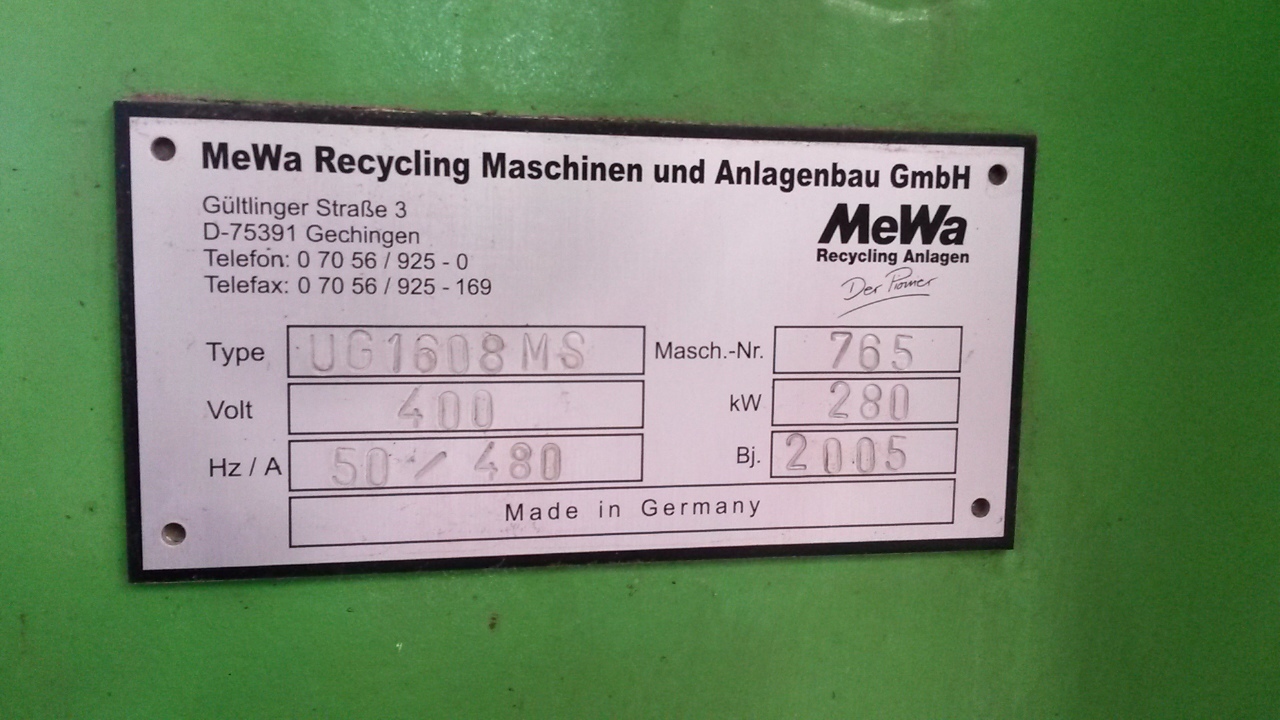 MeWa Recycling Maschinen und Anlagenbau GmbH
Gültlinger Straße 3
D-75391 Gechingen
Telefon: 0 70 56 / 925 - 0
Telefax: 0 70 56 / 925 - 169
MeWa
Recycling Anlagen
Der Pionier
Type UG1608MS Masch.-Nr. 765
Volt 400 kW 280
Hz / A 50 / 480 Bj. 2005
Made in Germany